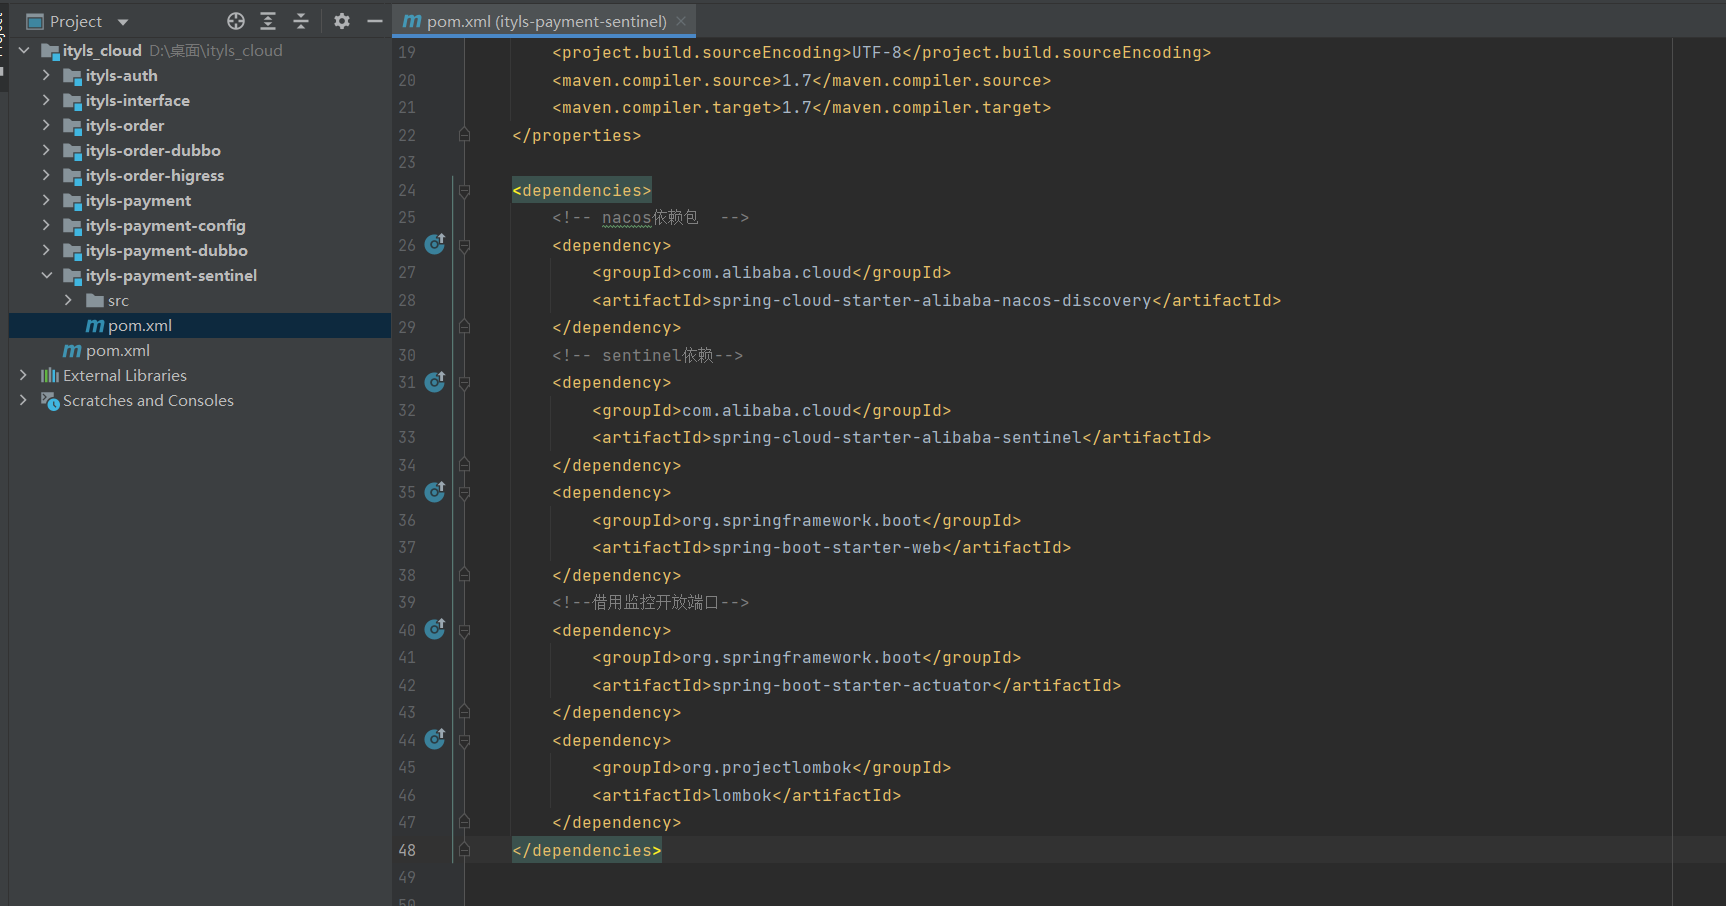 Project
pom.xml (ityls-payment-sentinel)
ityls_cloud D:\桌面\ityls_cloud
ityls-auth
ityls-interface
ityls-order
ityls-order-dubbo
ityls-order-higress
ityls-payment
ityls-payment-config
ityls-payment-dubbo
ityls-payment-sentinel
src
pom.xml
pom.xml
External Libraries
Scratches and Consoles
19 <project.build.sourceEncoding>UTF-8</project.build.sourceEncoding>
20 <maven.compiler.source>1.7</maven.compiler.source>
21 <maven.compiler.target>1.7</maven.compiler.target>
22 </properties>
23
24 <dependencies>
25 <!-- nacos依赖包  -->
26 <dependency>
27 <groupId>com.alibaba.cloud</groupId>
28 <artifactId>spring-cloud-starter-alibaba-nacos-discovery</artifactId>
29 </dependency>
30 <!-- sentinel依赖-->
31 <dependency>
32 <groupId>com.alibaba.cloud</groupId>
33 <artifactId>spring-cloud-starter-alibaba-sentinel</artifactId>
34 </dependency>
35 <dependency>
36 <groupId>org.springframework.boot</groupId>
37 <artifactId>spring-boot-starter-web</artifactId>
38 </dependency>
39 <!--借用监控开放端口-->
40 <dependency>
41 <groupId>org.springframework.boot</groupId>
42 <artifactId>spring-boot-starter-actuator</artifactId>
43 </dependency>
44 <dependency>
45 <groupId>org.projectlombok</groupId>
46 <artifactId>lombok</artifactId>
47 </dependency>
48 </dependencies>
49
50